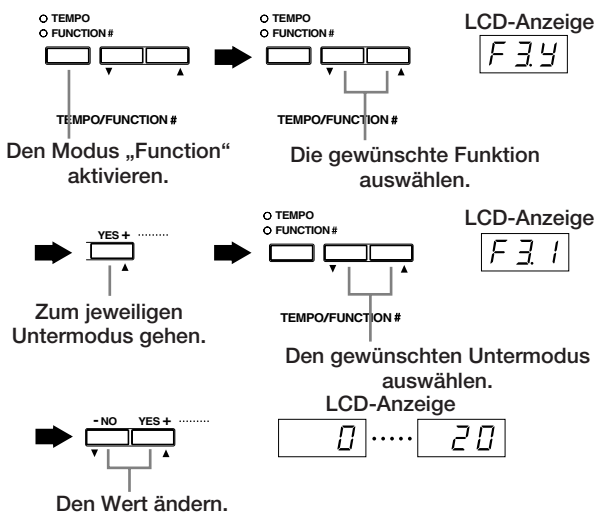 TEMPO
FUNCTION #
TEMPO
FUNCTION #
LCD-Anzeige
F 3.Y
TEMPO/FUNCTION #
TEMPO/FUNCTION #
Den Modus „Function“
aktivieren.
Die gewünschte Funktion
auswählen.
YES +
TEMPO
FUNCTION #
LCD-Anzeige
F 3. 1
Zum jeweiligen
Untermodus gehen.
TEMPO/FUNCTION #
Den gewünschten Untermodus
auswählen.
- NO YES +
LCD-Anzeige
0 ..... 20
Den Wert ändern.